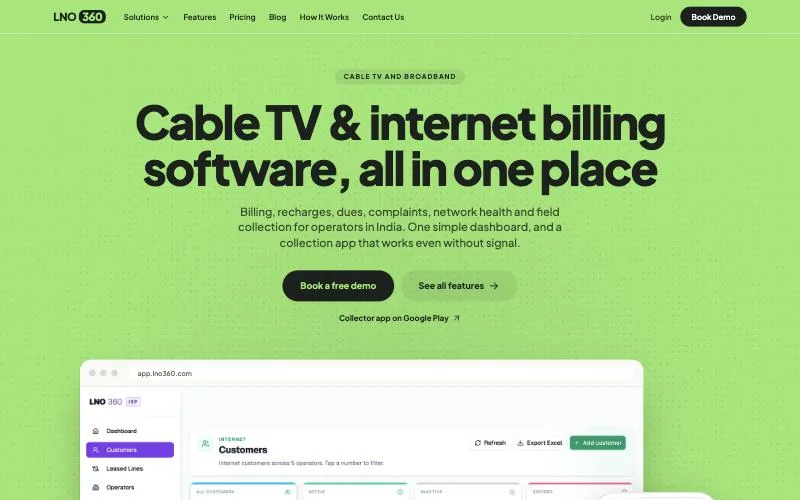 LNO 360 Solutions Features Pricing Blog How It Works Contact Us Login Book Demo
CABLE TV AND BROADBAND
Cable TV & internet billing
software, all in one place
Billing, recharges, dues, complaints, network health and field
collection for operators in India. One simple dashboard, and a
collection app that works even without signal.
Book a free demo See all features →
Collector app on Google Play ↗
app.lno360.com
LNO 360 ISP
Dashboard
Customers
Leased Lines
Operators
INTERNET
Customers
Internet customers across 5 operators. Tap a number to filter.
Refresh Export Excel + Add customer
ALL CUSTOMERS ACTIVE INACTIVE EXPIRED